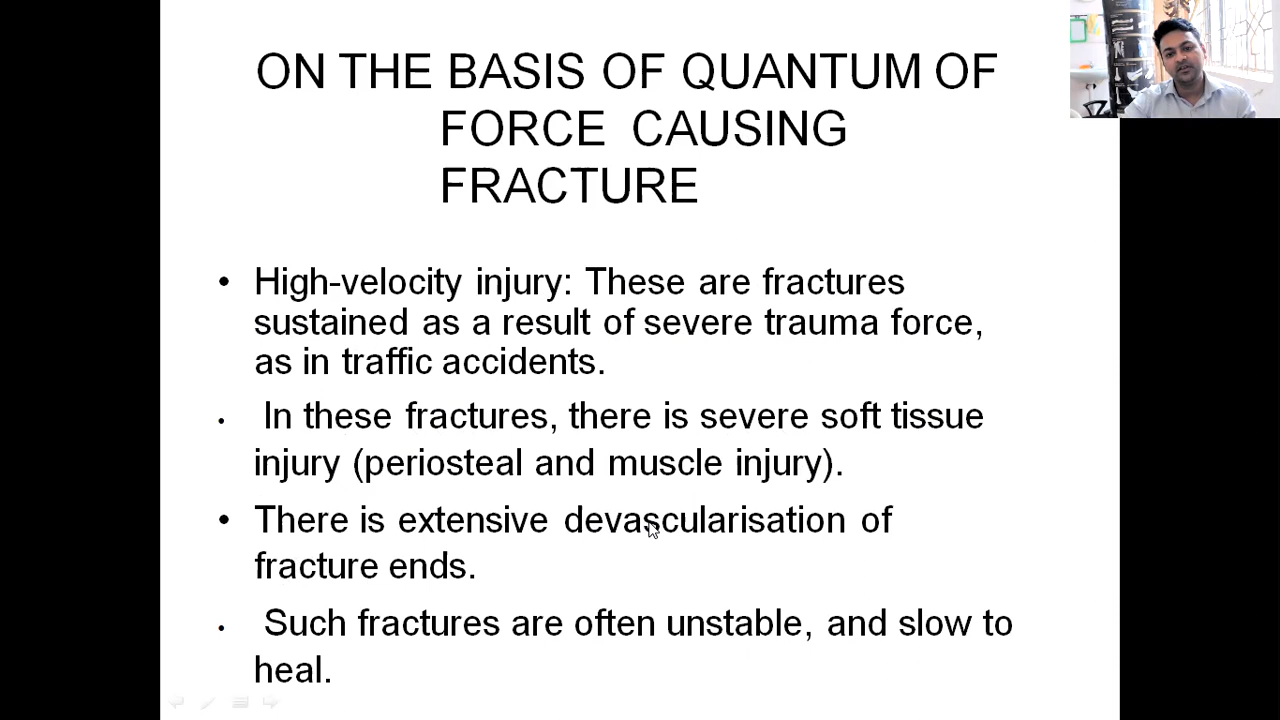 ON THE BASIS OF QUANTUM OF
FORCE CAUSING
FRACTURE
• High-velocity injury: These are fractures
sustained as a result of severe trauma force,
as in traffic accidents.
• In these fractures, there is severe soft tissue
injury (periosteal and muscle injury).
• There is extensive devascularisation of
fracture ends.
• Such fractures are often unstable, and slow to
heal.